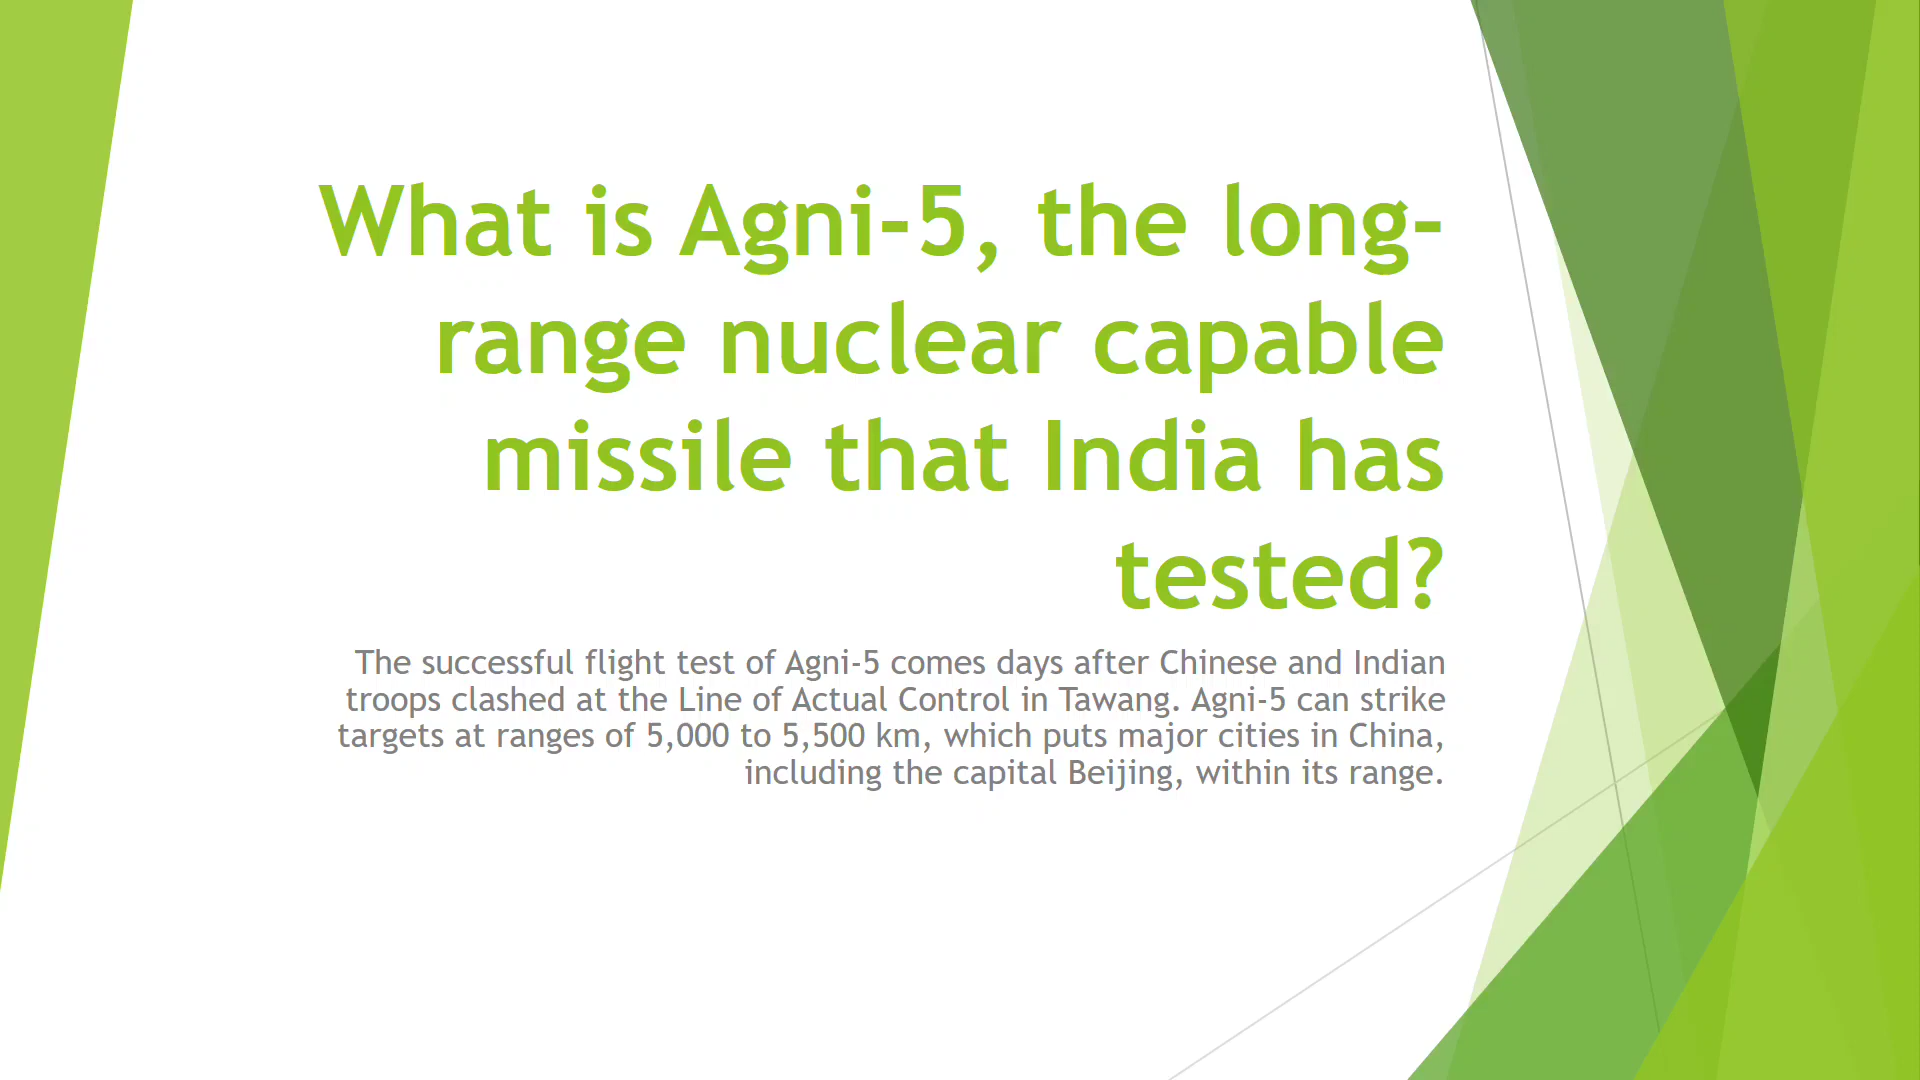 What is Agni-5, the long-
range nuclear capable
missile that India has
tested?
The successful flight test of Agni-5 comes days after Chinese and Indian
troops clashed at the Line of Actual Control in Tawang. Agni-5 can strike
targets at ranges of 5,000 to 5,500 km, which puts major cities in China,
including the capital Beijing, within its range.